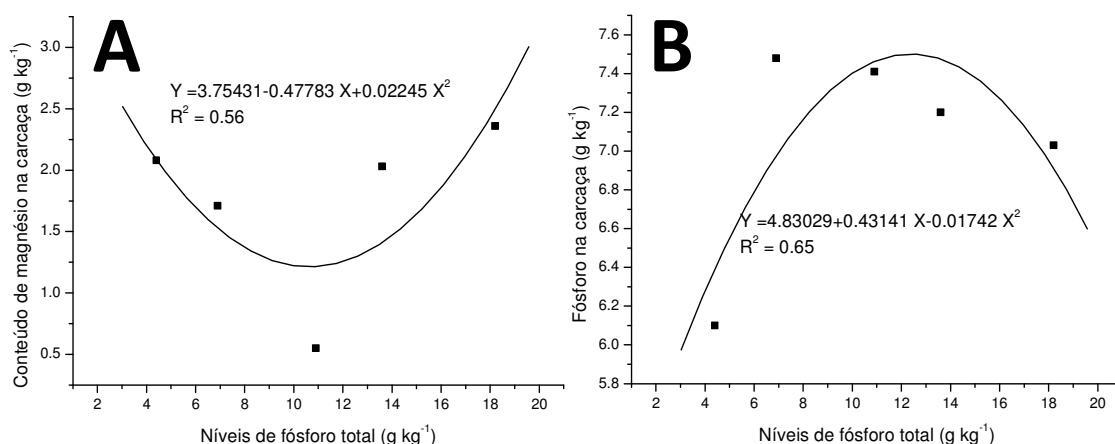 A
Conteúdo de magnésio na carcaça (g kg⁻¹)
3.0
2.5
2.0
1.5
1.0
0.5
Y =3.75431-0.47783 X+0.02245 X²
R² = 0.56
2 4 6 8 10 12 14 16 18 20
Níveis de fósforo total (g kg⁻¹)
B
Fósforo na carcaça (g kg⁻¹)
7.6
7.4
7.2
7.0
6.8
6.6
6.4
6.2
6.0
5.8
Y =4.83029+0.43141 X-0.01742 X²
R² = 0.65
2 4 6 8 10 12 14 16 18 20
Níveis de fósforo total (g kg⁻¹)